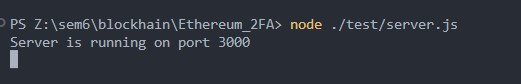 PS Z:\sem6\blockhain\Ethereum_2FA> node ./test/server.js
Server is running on port 3000